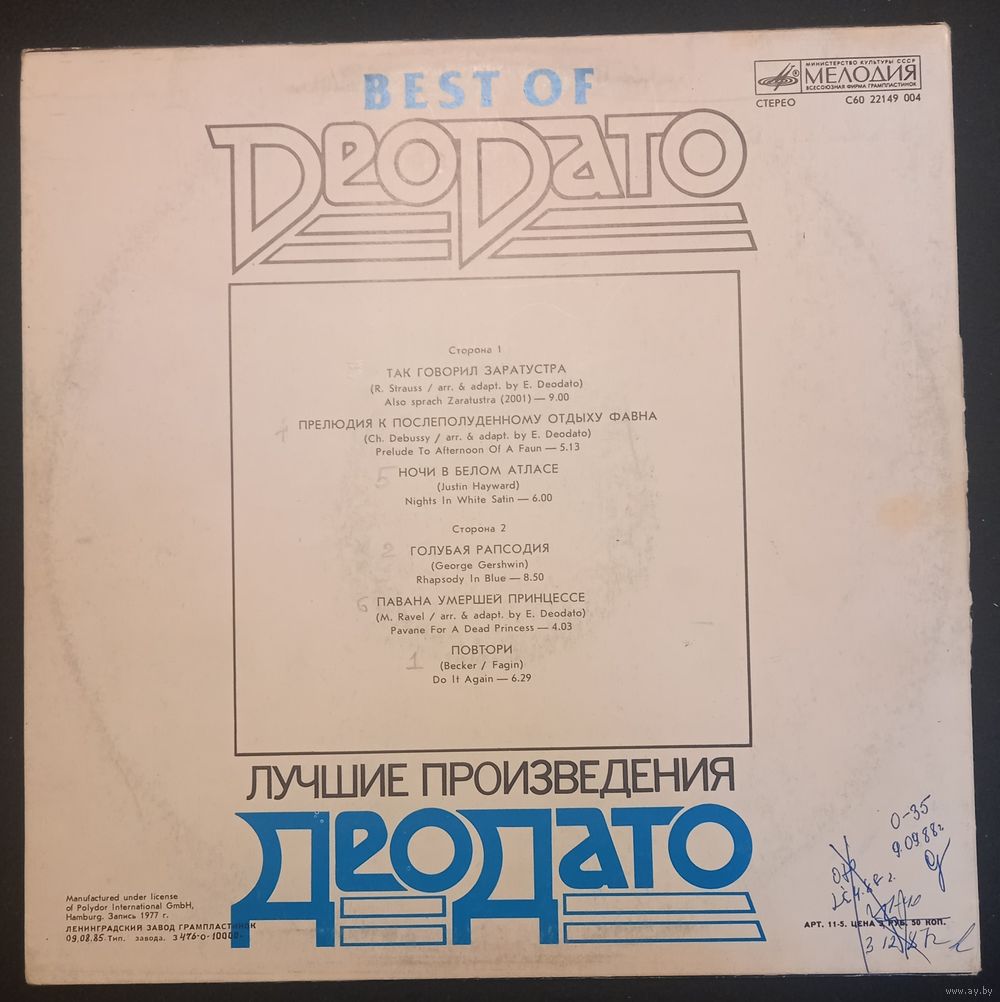 BEST OF
DEODATO
МИНИСТЕРСТВО КУЛЬТУРЫ СССР
МЕЛОДИЯ
ВСЕСОЮЗНАЯ ФИРМА ГРАМПЛАСТИНОК
СТЕРЕО С60 22149 004
Сторона 1
ТАК ГОВОРИЛ ЗАРАТУСТРА
(R. Strauss / arr. & adapt. by E. Deodato)
Also sprach Zaratustra (2001) — 9.00
ПРЕЛЮДИЯ К ПОСЛЕПОЛУДЕННОМУ ОТДЫХУ ФАВНА
(Ch. Debussy / arr. & adapt. by E. Deodato)
Prelude To Afternoon Of A Faun — 5.13
5 НОЧИ В БЕЛОМ АТЛАСЕ
(Justin Hayward)
Nights In White Satin — 6.00
Сторона 2
2 ГОЛУБАЯ РАПСОДИЯ
(George Gershwin)
Rhapsody In Blue — 8.50
6 ПАВАНА УМЕРШЕЙ ПРИНЦЕССЕ
(M. Ravel / arr. & adapt. by E. Deodato)
Pavane For A Dead Princess — 4.03
ПОВТОРИ
1 (Becker / Fagin)
Do It Again — 6.29
ЛУЧШИЕ ПРОИЗВЕДЕНИЯ
ДЕОДАТО
Manufactured under license
of Polydor International GmbH,
Hamburg. Запись 1977 г.
ЛЕНИНГРАДСКИЙ ЗАВОД ГРАМПЛАСТИНОК
09.08.85. Тип. завода. З 476-0-10000
О-35
9.09.88г
АРТ. 11-5. ЦЕНА РУБ. 50 КОП.
www.ay.by